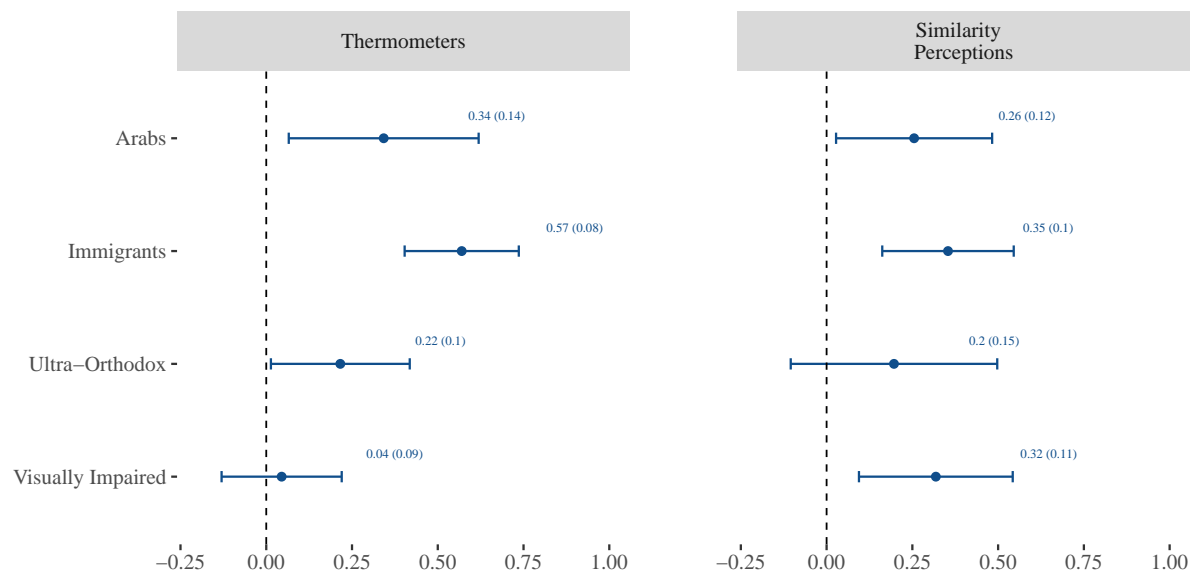 Thermometers
Similarity
Perceptions
Arabs
0.34 (0.14)
0.26 (0.12)
Immigrants
0.57 (0.08)
0.35 (0.1)
Ultra−Orthodox
0.22 (0.1)
0.2 (0.15)
Visually Impaired
0.04 (0.09)
0.32 (0.11)
−0.25 0.00 0.25 0.50 0.75 1.00
−0.25 0.00 0.25 0.50 0.75 1.00